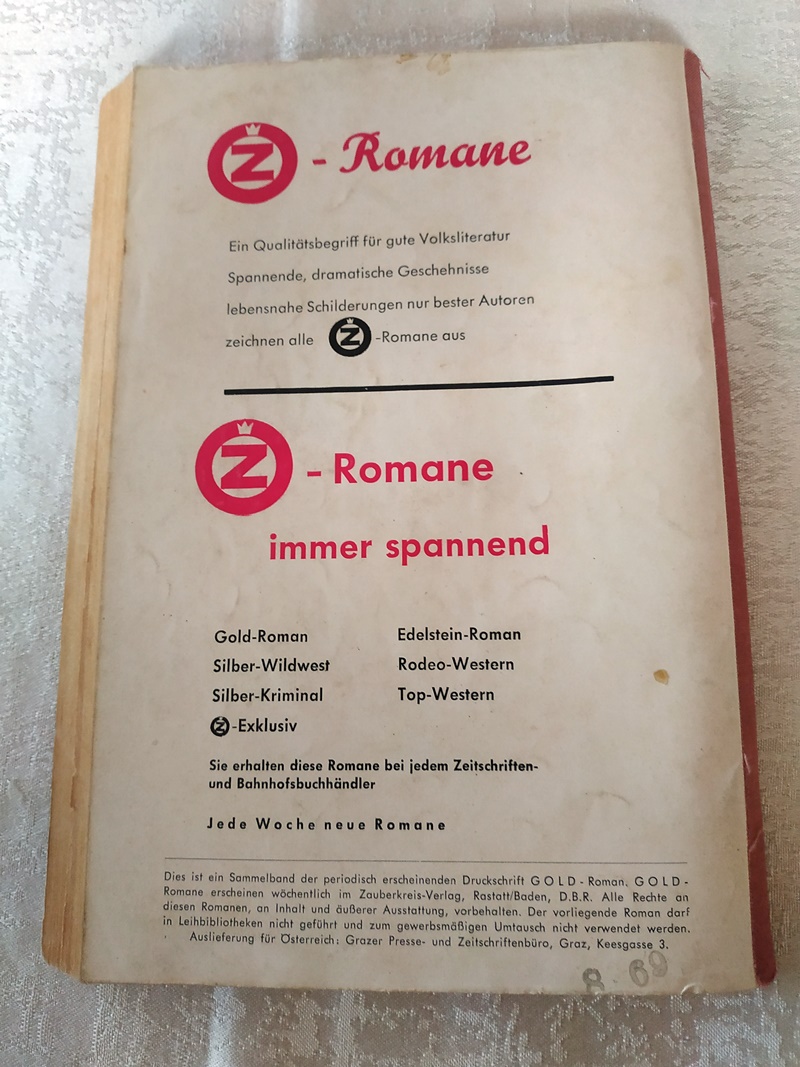 Z - Romane
Ein Qualitätsbegriff für gute Volksliteratur
Spannende, dramatische Geschehnisse
lebensnahe Schilderungen nur bester Autoren
zeichnen alle Z -Romane aus
Z - Romane
immer spannend
Gold-Roman
Silber-Wildwest
Silber-Kriminal
Z-Exklusiv
Edelstein-Roman
Rodeo-Western
Top-Western
Sie erhalten diese Romane bei jedem Zeitschriften-
und Bahnhofsbuchhändler
Jede Woche neue Romane
Dies ist ein Sammelband der periodisch erscheinenden Druckschrift GOLD-Roman. GOLD-
Romane erscheinen wöchentlich im Zauberkreis-Verlag, Rastatt/Baden, D.B.R. Alle Rechte an
diesen Romanen, an Inhalt und äußerer Ausstattung, vorbehalten. Der vorliegende Roman darf
in Leihbibliotheken nicht geführt und zum gewerbsmäßigen Umtausch nicht verwendet werden.
Auslieferung für Österreich: Grazer Presse- und Zeitschriftenbüro, Graz, Keesgasse 3.
8. 69